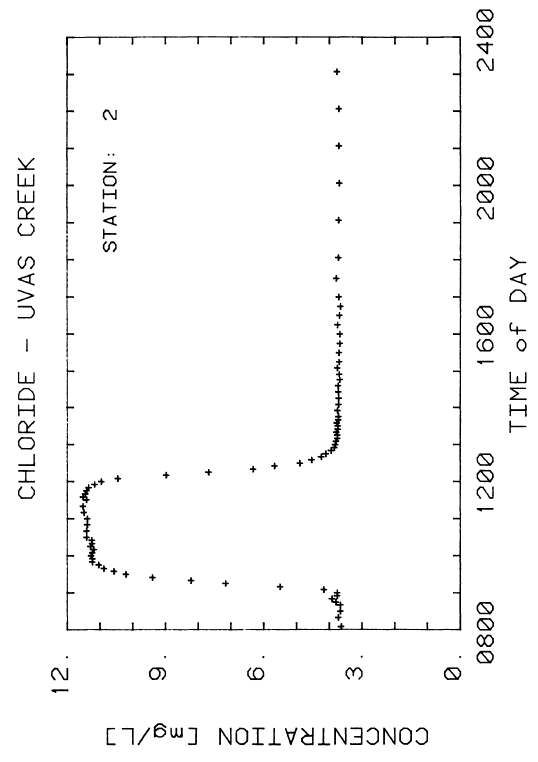 CHLORIDE - UVAS CREEK
STATION: 2
12.
9.
6.
3.
0.
CONCENTRATION [mg/L]
0800
1200
1600
2000
2400
TIME of DAY